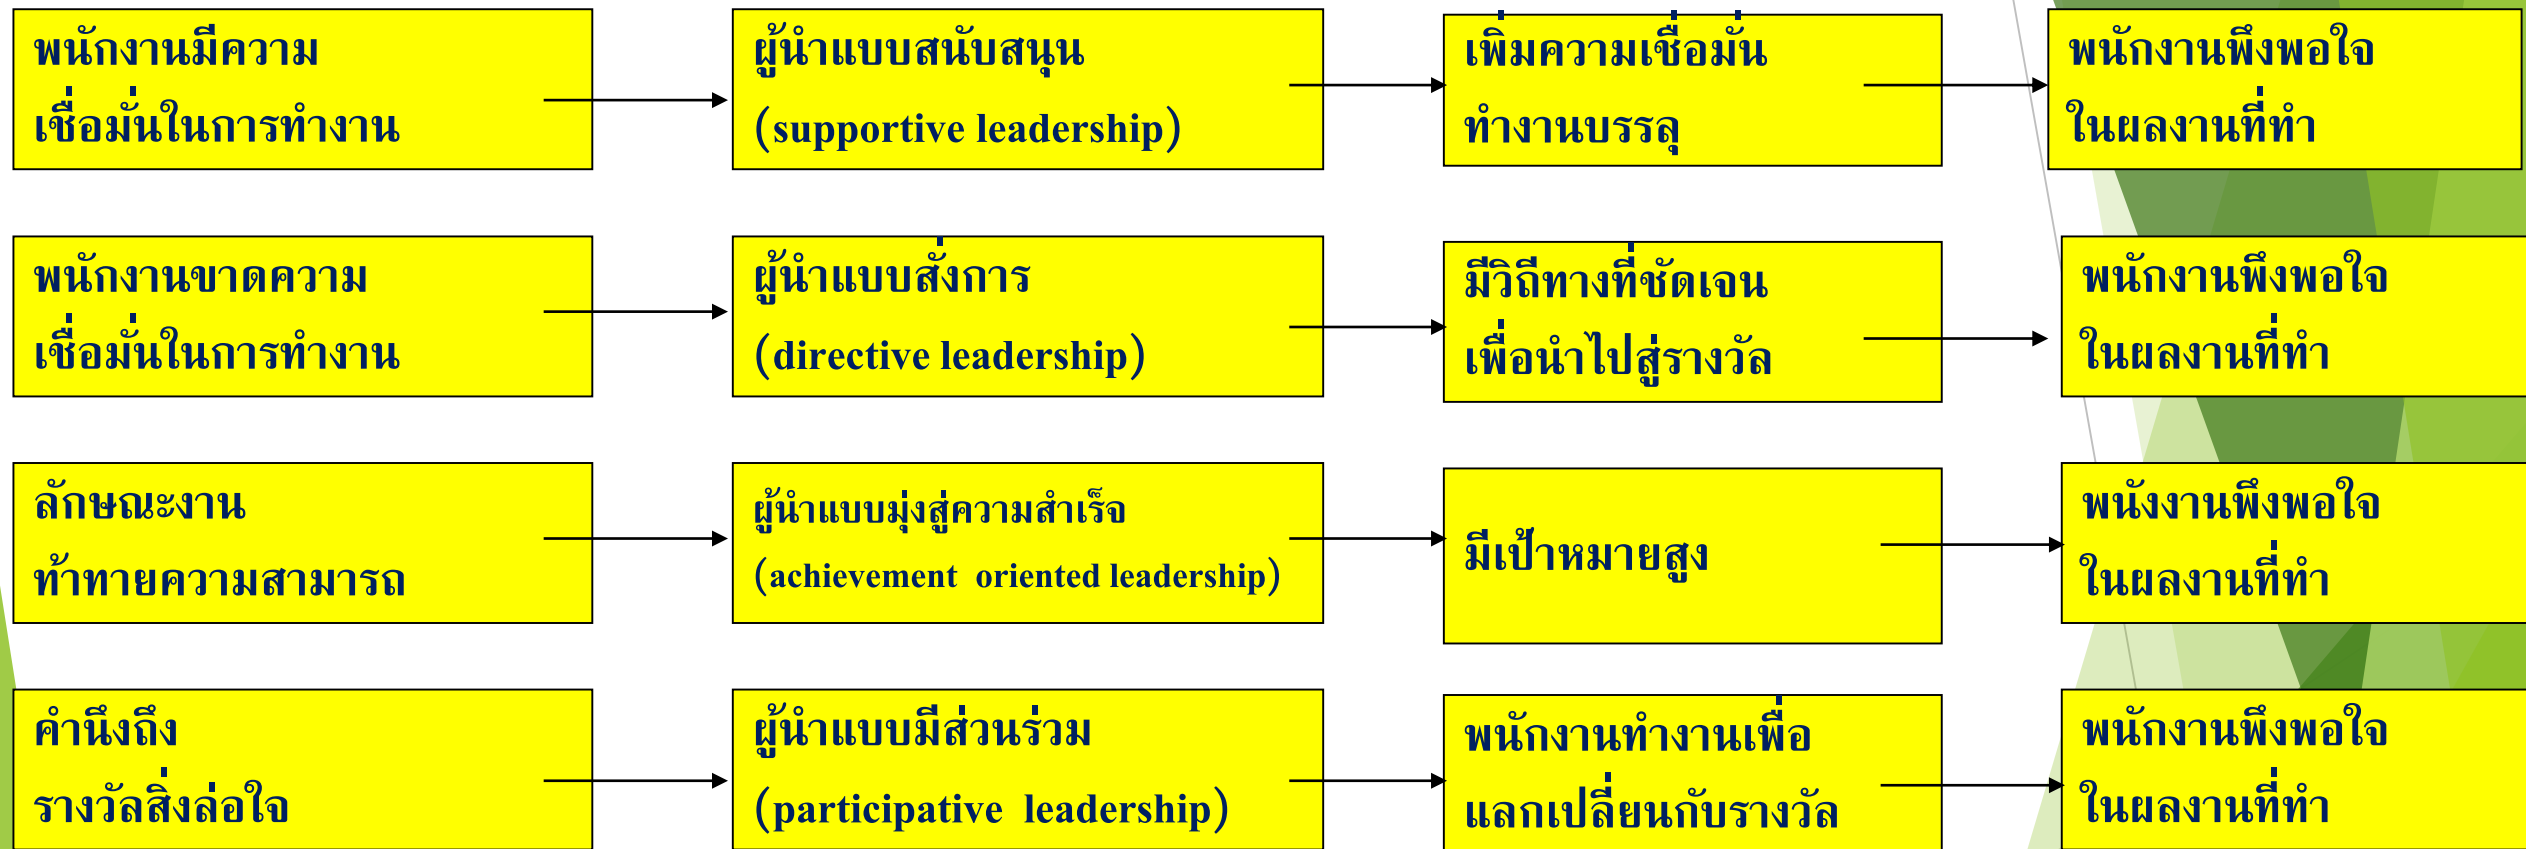 พนักงานมีความ
เชื่อมั่นในการทำงาน
ผู้นำแบบสนับสนุน
(supportive leadership)
เพิ่มความเชื่อมั่น
ทำงานบรรลุ
พนักงานพึงพอใจ
ในผลงานที่ทำ
พนักงานขาดความ
เชื่อมั่นในการทำงาน
ผู้นำแบบสั่งการ
(directive leadership)
มีวิถีทางที่ชัดเจน
เพื่อนำไปสู่รางวัล
พนักงานพึงพอใจ
ในผลงานที่ทำ
ลักษณะงาน
ท้าทายความสามารถ
ผู้นำแบบมุ่งสู่ความสำเร็จ
(achievement oriented leadership)
มีเป้าหมายสูง
พนังงานพึงพอใจ
ในผลงานที่ทำ
คำนึงถึง
รางวัลสิ่งล่อใจ
ผู้นำแบบมีส่วนร่วม
(participative leadership)
พนักงานทำงานเพื่อ
แลกเปลี่ยนกับรางวัล
พนักงานพึงพอใจ
ในผลงานที่ทำ